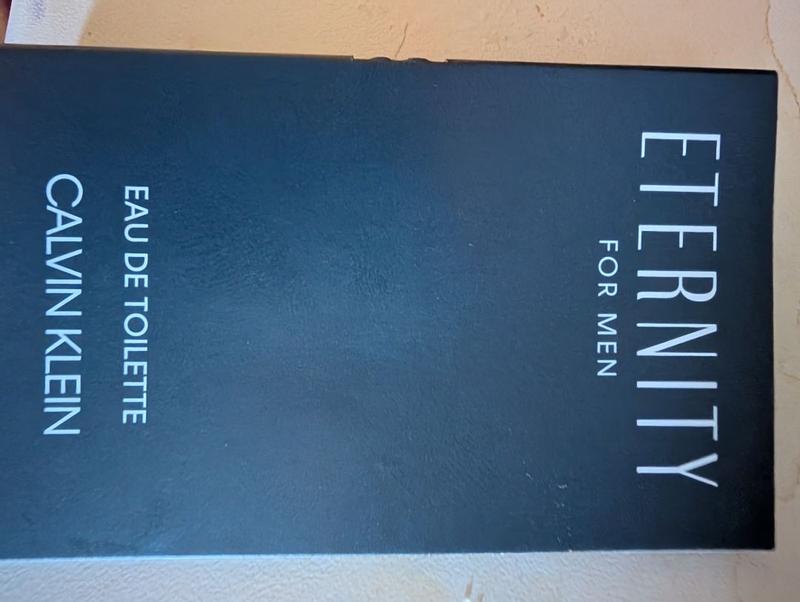 ETERNITY
FOR MEN
EAU DE TOILETTE
CALVIN KLEIN